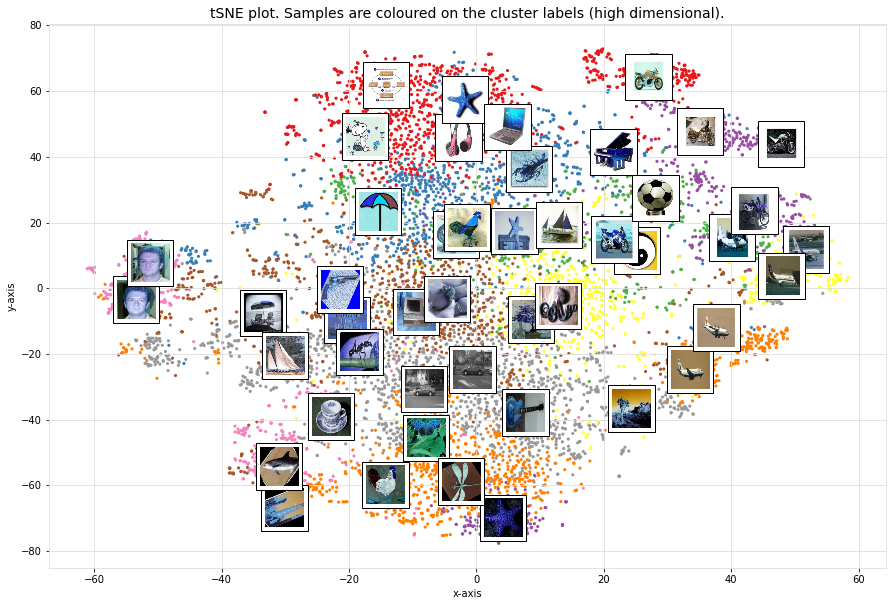 tSNE plot. Samples are coloured on the cluster labels (high dimensional).
80
60
40
20
0
−20
−40
−60
−80
y-axis
−60 −40 −20 0 20 40 60
x-axis